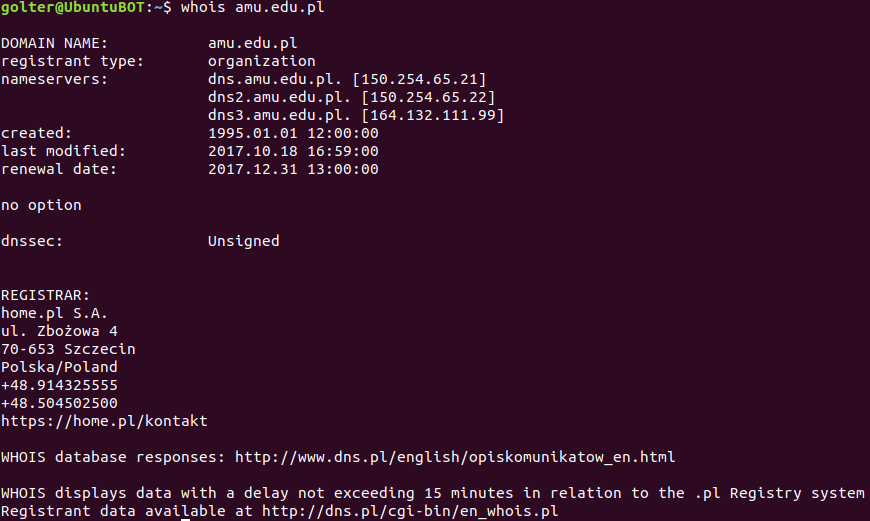 golter@UbuntuBOT:~$ whois amu.edu.pl
DOMAIN NAME: amu.edu.pl
registrant type: organization
nameservers: dns.amu.edu.pl. [150.254.65.21]
dns2.amu.edu.pl. [150.254.65.22]
dns3.amu.edu.pl. [164.132.111.99]
created: 1995.01.01 12:00:00
last modified: 2017.10.18 16:59:00
renewal date: 2017.12.31 13:00:00
no option
dnssec: Unsigned
REGISTRAR:
home.pl S.A.
ul. Zbożowa 4
70-653 Szczecin
Polska/Poland
+48.914325555
+48.504502500
https://home.pl/kontakt
WHOIS database responses: http://www.dns.pl/english/opiskomunikatow_en.html
WHOIS displays data with a delay not exceeding 15 minutes in relation to the .pl Registry system
Registrant data available at http://dns.pl/cgi-bin/en_whois.pl